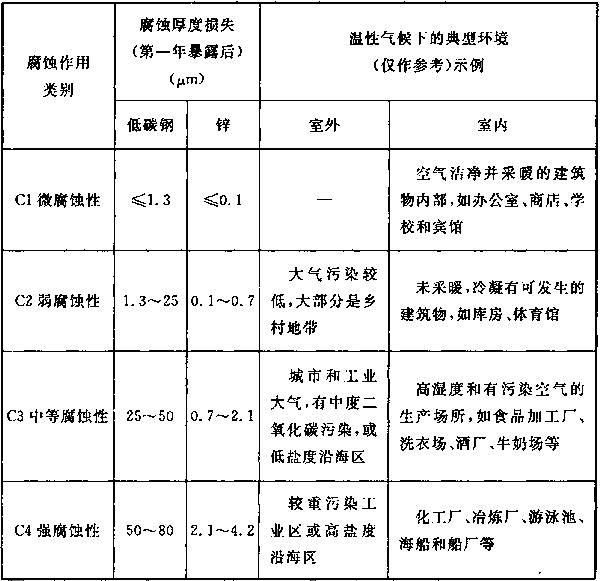 腐蚀作用
类别
腐蚀厚度损失
(第一年暴露后)
(μm)
温性气候下的典型环境
(仅作参考)示例
低碳钢
锌
室外
室内
C1微腐蚀性
≤1.3
≤0.1
—
空气洁净并采暖的建筑
物内部,如办公室、商店、学
校和宾馆
C2弱腐蚀性
1.3~25
0.1~0.7
大气污染较
低,大部分是乡
村地带
未采暖,冷凝有可发生的
建筑物,如库房、体育馆
C3中等腐蚀性
25~50
0.7~2.1
城市和工业
大气,有中度二
氧化碳污染,或
低盐度沿海区
高湿度和有污染空气的
生产场所,如食品加工厂、
洗衣场、酒厂、牛奶场等
C4强腐蚀性
50~80
2.1~4.2
较重污染工
业区或高盐度
沿海区
化工厂、冶炼厂、游泳池、
海船和船厂等